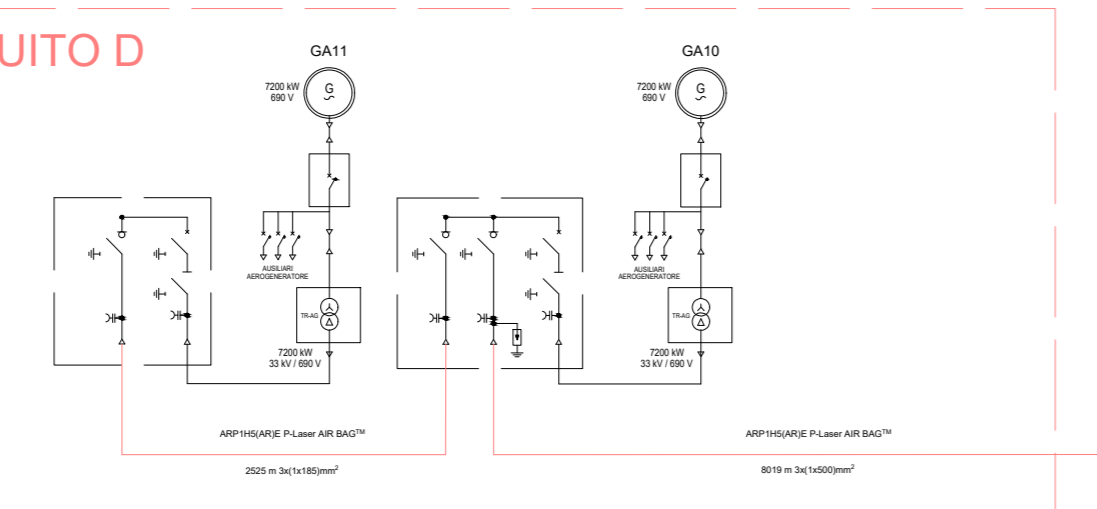 UITO D
GA11
7200 kW
690 V
G
AUSILIARI
AEROGENERATORE
TR-AG
7200 kW
33 kV / 690 V
GA10
7200 kW
690 V
G
AUSILIARI
AEROGENERATORE
TR-AG
7200 kW
33 kV / 690 V
ARP1H5(AR)E P-Laser AIR BAG™
2525 m 3x(1x185)mm²
ARP1H5(AR)E P-Laser AIR BAG™
8019 m 3x(1x500)mm²